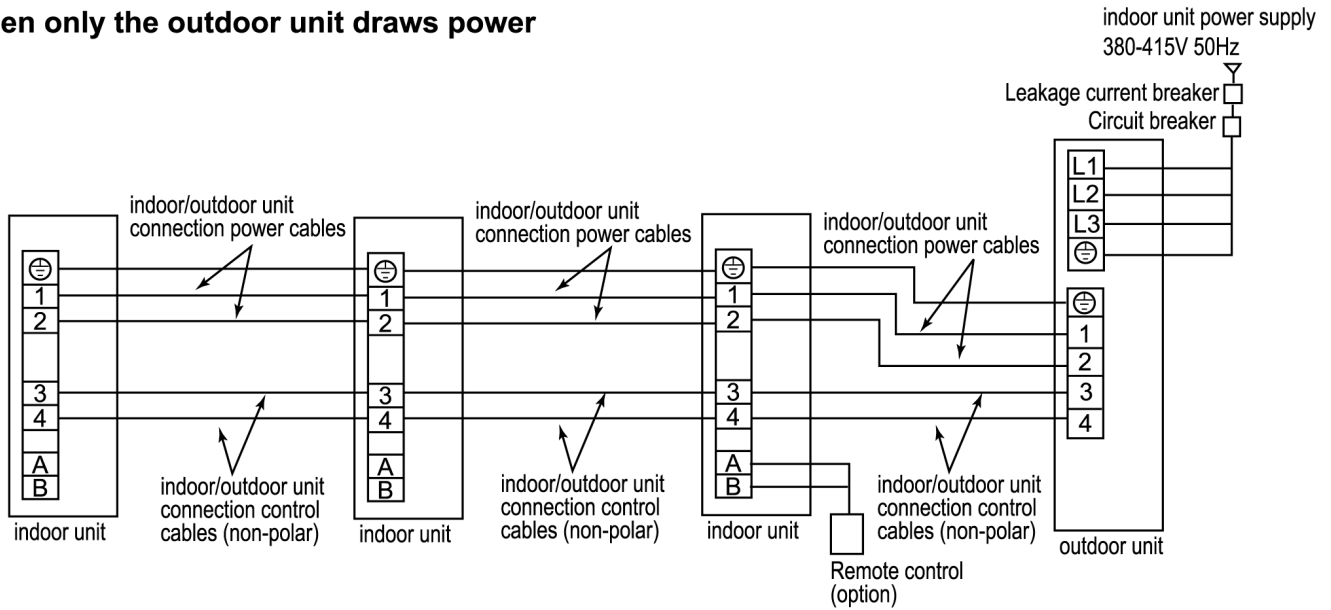 en only the outdoor unit draws power
indoor unit power supply
380-415V 50Hz
Leakage current breaker
Circuit breaker
L1
L2
L3
indoor/outdoor unit
connection power cables
indoor/outdoor unit
connection power cables
indoor/outdoor unit
connection power cables
1
2
3
4
A
B
1
2
3
4
A
B
1
2
3
4
A
B
1
2
3
4
indoor/outdoor unit
connection control
cables (non-polar)
indoor/outdoor unit
connection control
cables (non-polar)
indoor/outdoor unit
connection control
cables (non-polar)
indoor unit
indoor unit
indoor unit
outdoor unit
Remote control
(option)